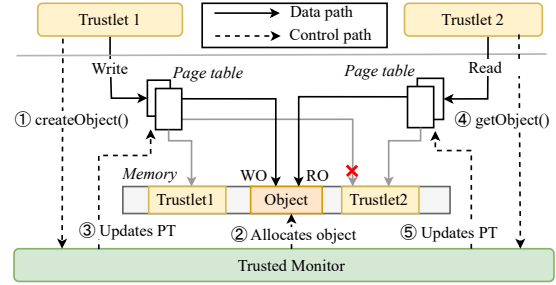 Trustlet 1
Data path
Control path
Trustlet 2
Write
Read
Page table
Page table
① createObject()
④ getObject()
Memory
WO
RO
Trustlet1
Object
Trustlet2
③ Updates PT
② Allocates object
⑤ Updates PT
Trusted Monitor